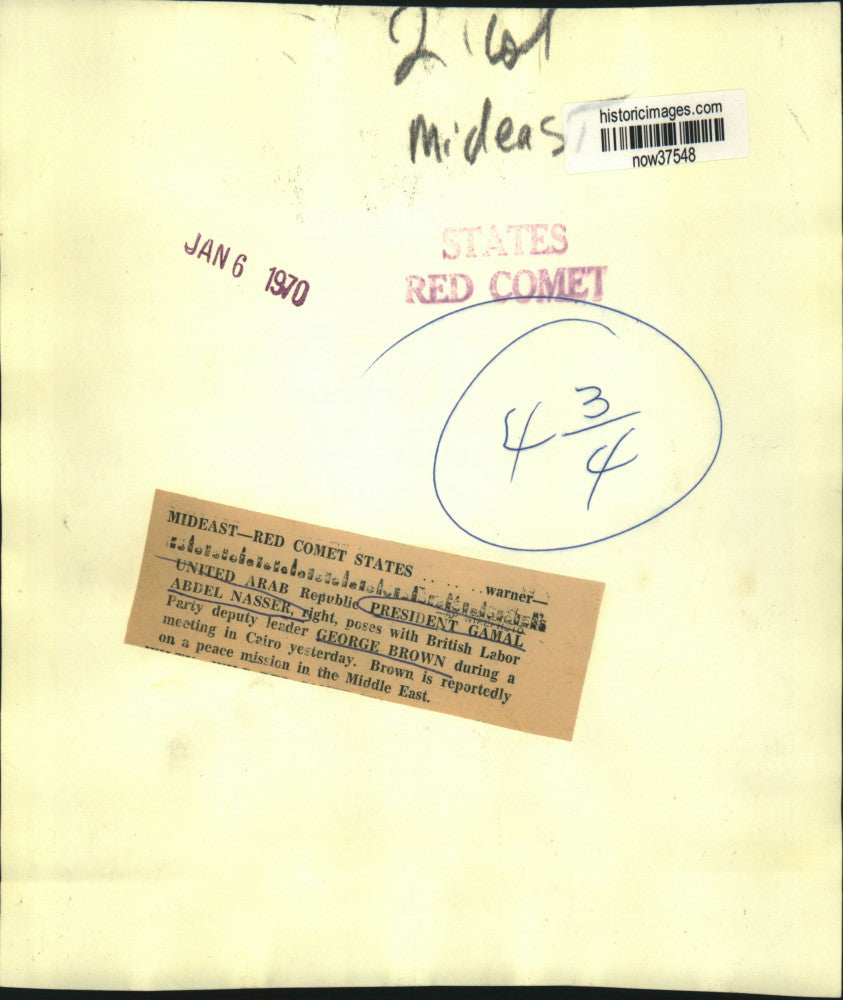 2 col
Mideast
historicimages.com
now37548
JAN 6 1970
STATES
RED COMET
4 3/4
MIDEAST—RED COMET STATES
warner—
UNITED ARAB Republic PRESIDENT GAMAL
ABDEL NASSER, right, poses with British Labor
Party deputy leader GEORGE BROWN during a
meeting in Cairo yesterday. Brown is reportedly
on a peace mission in the Middle East.